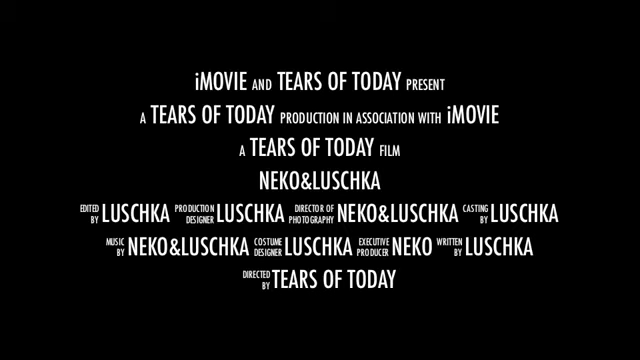 iMOVIE AND TEARS OF TODAY PRESENT
A TEARS OF TODAY PRODUCTION IN ASSOCIATION WITH iMOVIE
A TEARS OF TODAY FILM
NEKO&LUSCHKA
EDITED BY LUSCHKA PRODUCTION DESIGNER LUSCHKA DIRECTOR OF PHOTOGRAPHY NEKO&LUSCHKA CASTING BY LUSCHKA
MUSIC BY NEKO&LUSCHKA COSTUME DESIGNER LUSCHKA EXECUTIVE PRODUCER NEKO WRITTEN BY LUSCHKA
DIRECTED BY TEARS OF TODAY